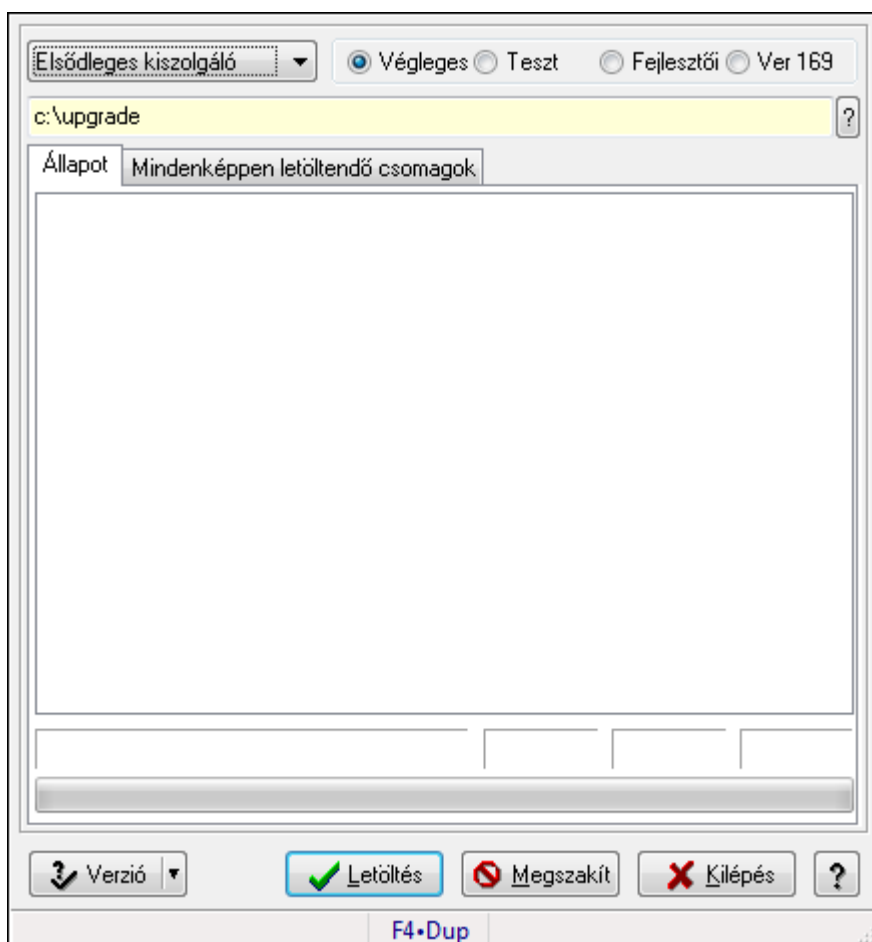 Elsődleges kiszolgáló Végleges Teszt Fejlesztői Ver 169
c:\upgrade ?
Állapot Mindenképpen letöltendő csomagok
Verzió Letöltés Megszakít Kilépés ?
F4•Dup